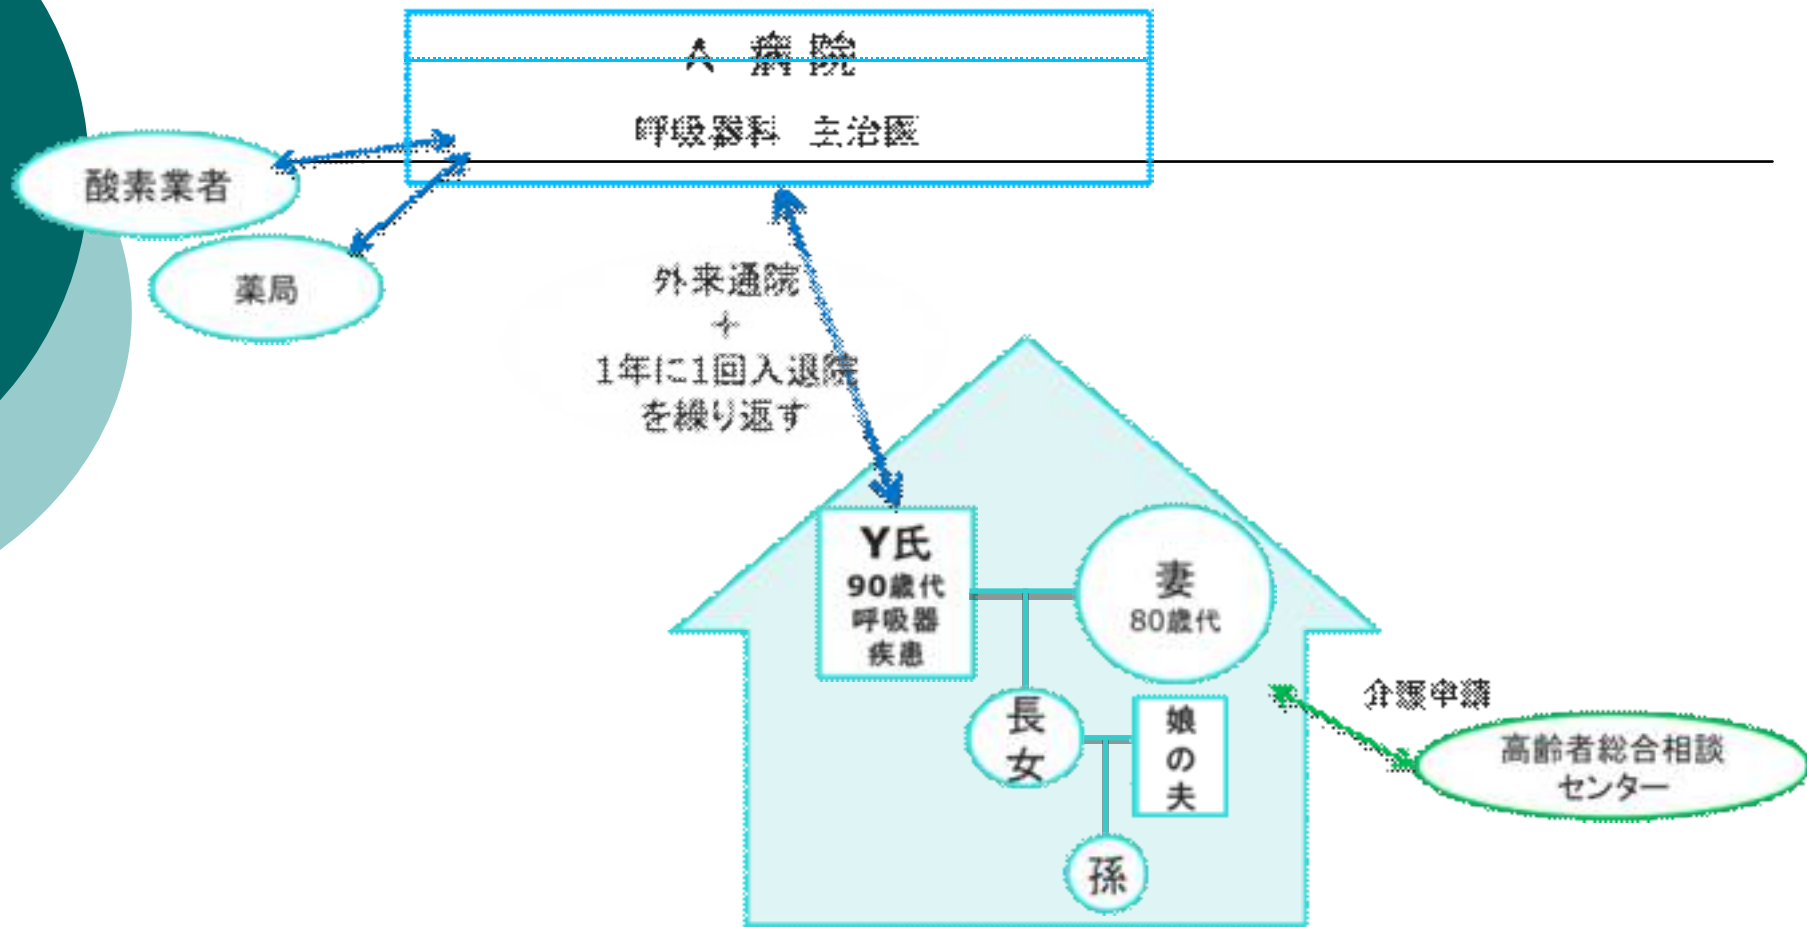 A 病院
呼吸器科 主治医
酸素業者
薬局
外来通院
+
1年に1回入退院
を繰り返す
Y氏
90歳代
呼吸器
疾患
妻
80歳代
長
女
娘
の
夫
孫
介護申請
高齢者総合相談
センター